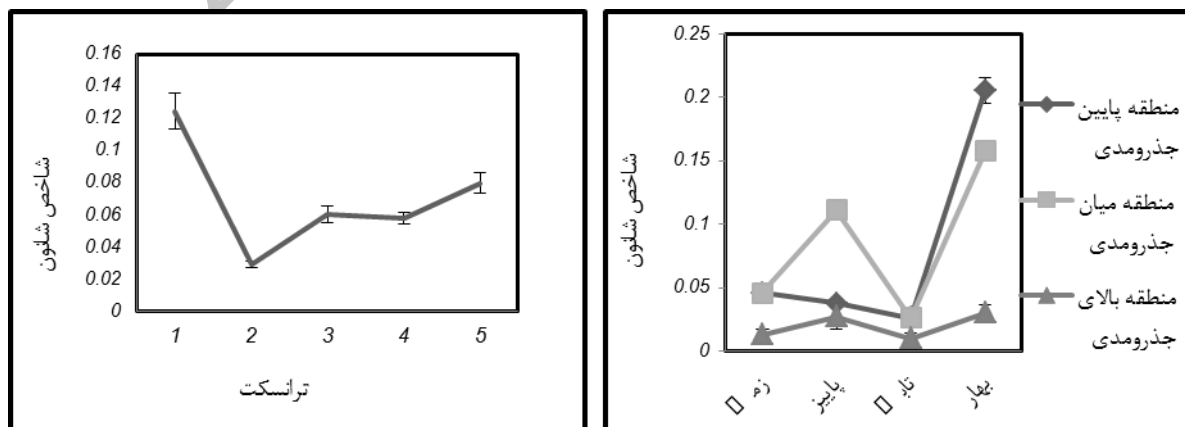 0.16
0.14
0.12
0.1
0.08
0.06
0.04
0.02
0
شاخص شانون
1 2 3 4 5
ترانسکت
0.25
0.2
0.15
0.1
0.05
0
شاخص شانون
پاییز
بهار
منطقه پایین
جذرومدی
منطقه میان
جذرومدی
منطقه بالای
جذرومدی